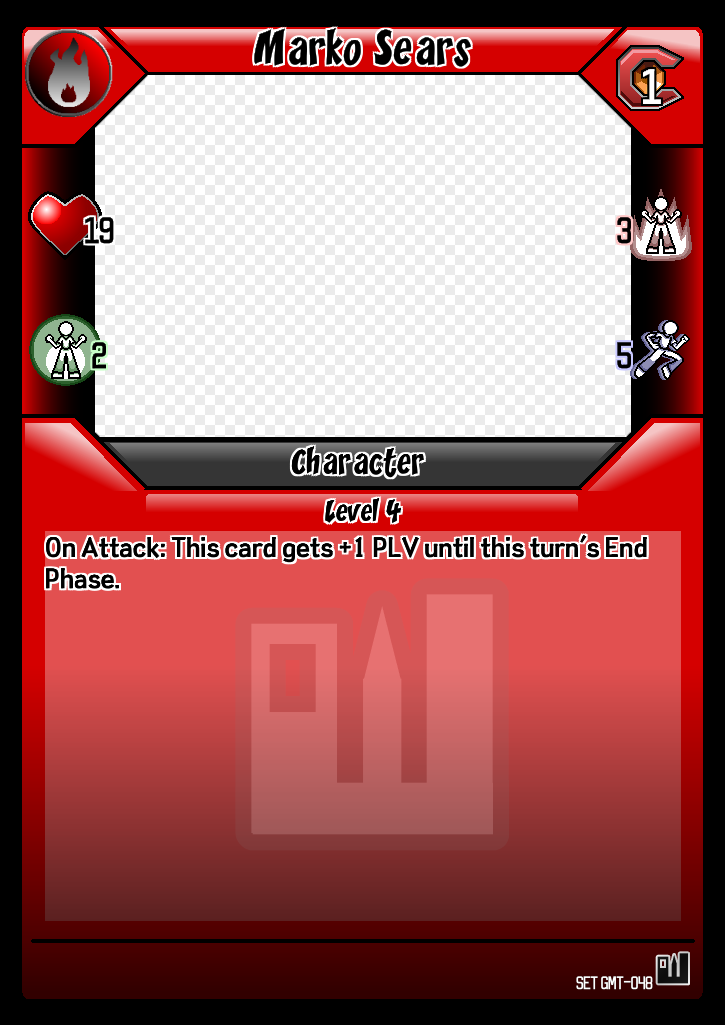 Marko Sears
1
19
3
2
5
Character
Level 4
On Attack: This card gets +1 PLV until this turn's End
Phase.
SET GMT-048